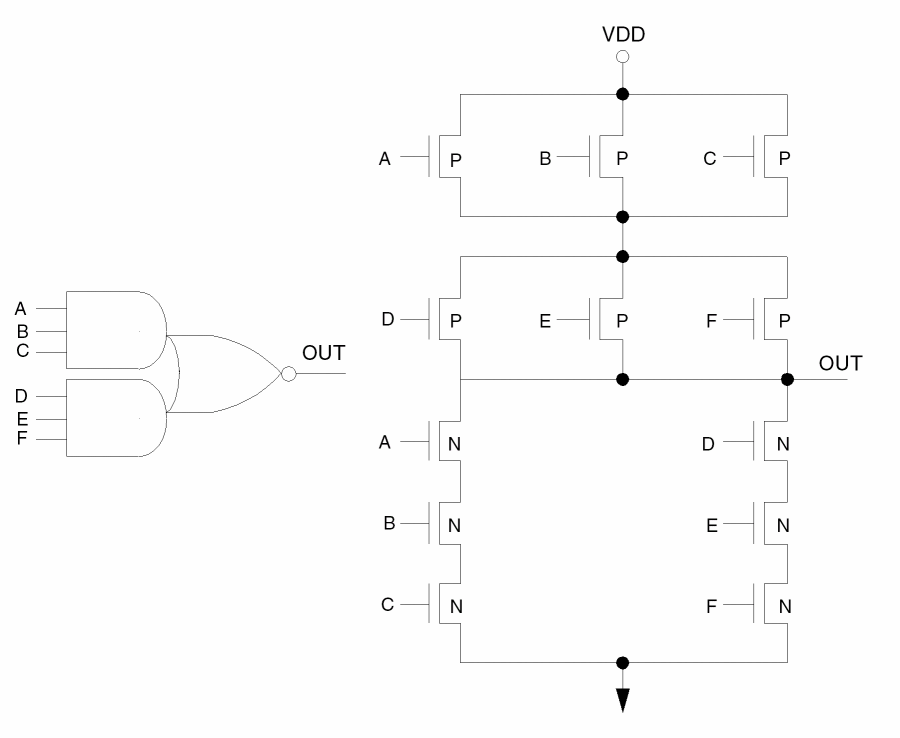 VDD
A P B P C P
D P E P F P
A
B
C
D
E
F
OUT
OUT
A N D N
B N E N
C N F N